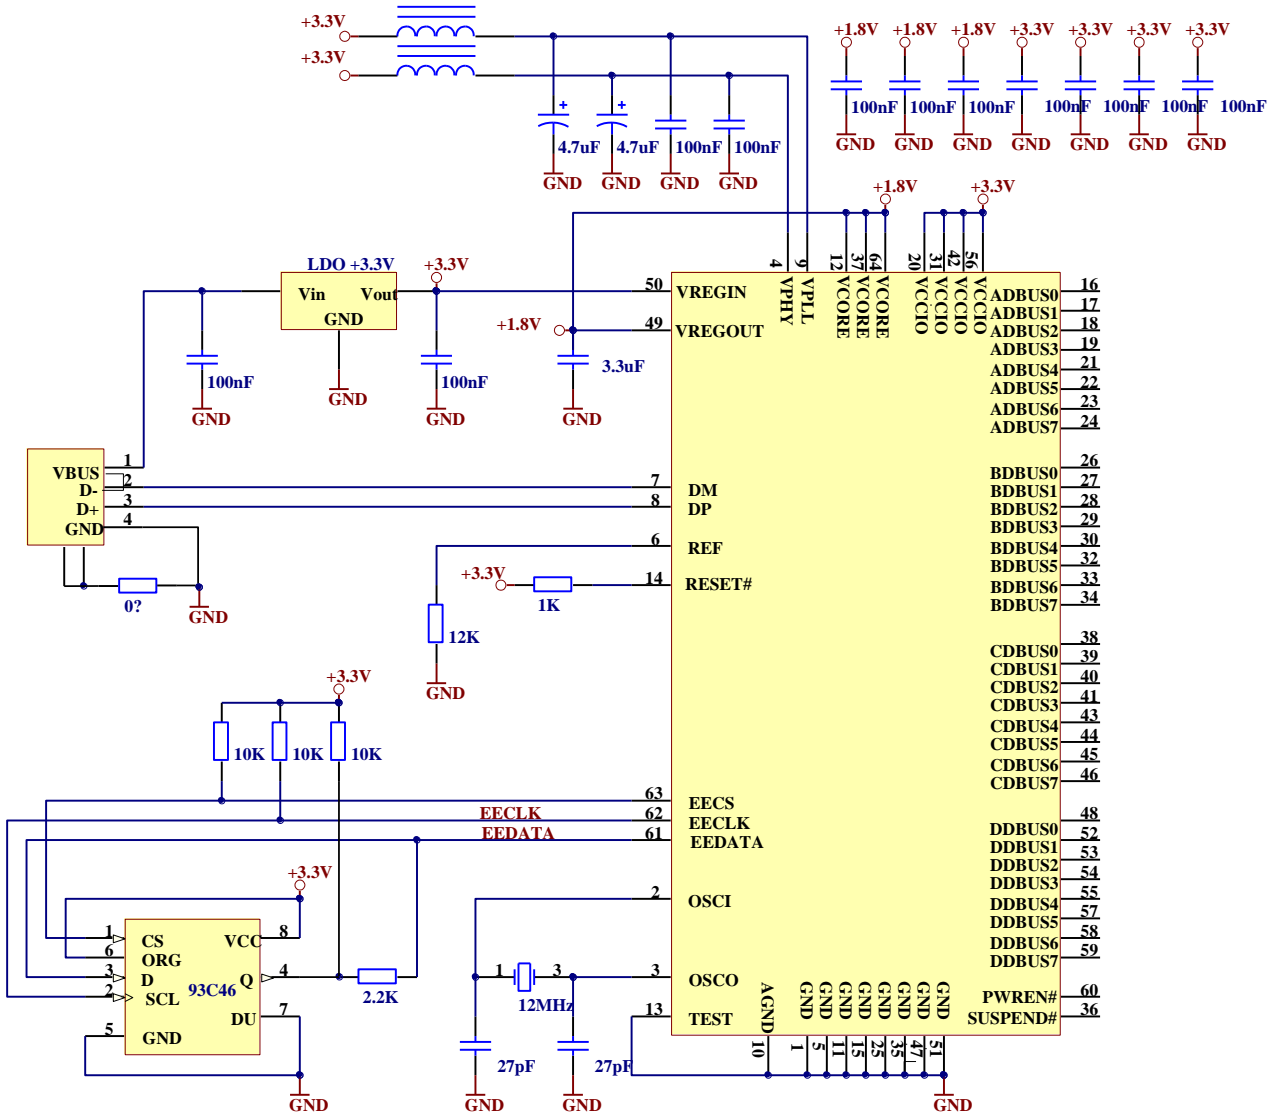 +3.3V
+3.3V
+ +
4.7uF 4.7uF 100nF 100nF
GND GND GND GND
+1.8V +1.8V +1.8V +3.3V +3.3V +3.3V +3.3V
100nF 100nF 100nF 100nF 100nF 100nF 100nF
GND GND GND GND GND GND GND
+1.8V +3.3V
4 9 12 37 64 20 31 42 56
VPHY VPLL VCORE VCORE VCORE VCCIO VCCIO VCCIO VCCIO
LDO +3.3V
+3.3V
Vin Vout
GND
100nF 100nF
GND GND GND
50 VREGIN
+1.8V
49 VREGOUT
3.3uF
GND
VBUS 1
D- 2
D+ 3
GND 4
0?
GND
7 DM
8 DP
6 REF
+3.3V
14 RESET#
1K
12K
GND
+3.3V
10K 10K 10K
63 EECS
EECLK 62 EECLK
EEDATA 61 EEDATA
+3.3V
1 CS VCC 8
6 ORG
3 D Q 4
2 SCL 93C46
DU 7
5 GND
2.2K
GND
2 OSCI
1 3
12MHz
3 OSCO
13 TEST
27pF 27pF
GND GND
AGND GND GND GND GND GND GND GND GND
10 1 5 11 15 25 35 47 51
GND
ADBUS0 16
ADBUS1 17
ADBUS2 18
ADBUS3 19
ADBUS4 21
ADBUS5 22
ADBUS6 23
ADBUS7 24
BDBUS0 26
BDBUS1 27
BDBUS2 28
BDBUS3 29
BDBUS4 30
BDBUS5 32
BDBUS6 33
BDBUS7 34
CDBUS0 38
CDBUS1 39
CDBUS2 40
CDBUS3 41
CDBUS4 43
CDBUS5 44
CDBUS6 45
CDBUS7 46
DDBUS0 48
DDBUS1 52
DDBUS2 53
DDBUS3 54
DDBUS4 55
DDBUS5 57
DDBUS6 58
DDBUS7 59
PWREN# 60
SUSPEND# 36